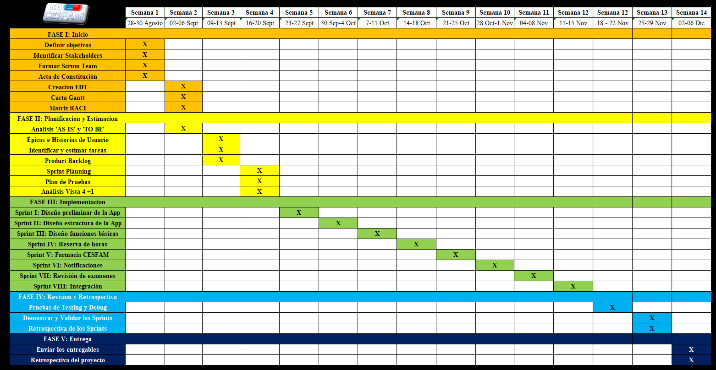 Semana 1 Semana 2 Semana 3 Semana 4 Semana 5 Semana 6 Semana 7 Semana 8 Semana 9 Semana 10 Semana 11 Semana 12 Semana 12 Semana 13 Semana 14
28-30 Agosto 02-06 Sept 09-13 Sept 16-20 Sept 23-27 Sept 30 Sep-4 Oct 7-11 Oct 14-18 Oct 21-25 Oct 28 Oct-1 Nov 04-08 Nov 11-15 Nov 18 - 22 Nov 25-29 Nov 02-06 Dic
FASE I: Inicio
Definir objetivos X
Identificar Stakeholders X
Formar Scrum Team X
Acta de Constitución X
Creacion EDT X
Carta Gantt X
Matriz RACI X
FASE II: Planificacion y Estimacion
Análisis 'AS IS' y 'TO BE' X
Epicas e Historias de Usuario X
Identificar y estimar tareas X
Product Backlog X
Sprint Planning X
Plan de Pruebas X
Análisis Vista 4 +1 X
FASE III: Implementacion
Sprint I: Diseño preliminar de la App X
Sprint II: Diseño estructura de la App X
Sprint III: Diseño funciones básicas X
Sprint IV: Reserva de horas X
Sprint V: Farmacia CESFAM X
Sprint VI: Notificaciones X
Sprint VII: Revisión de examenes X
Sprint VIII: Integración X
FASE IV: Revision y Retrospectiva
Pruebas de Testing y Debug X
Demostrar y Validar los Sprints X
Retrospectiva de los Sprints X
FASE V: Entrega
Enviar los entregables X
Retrospectiva del proyecto X